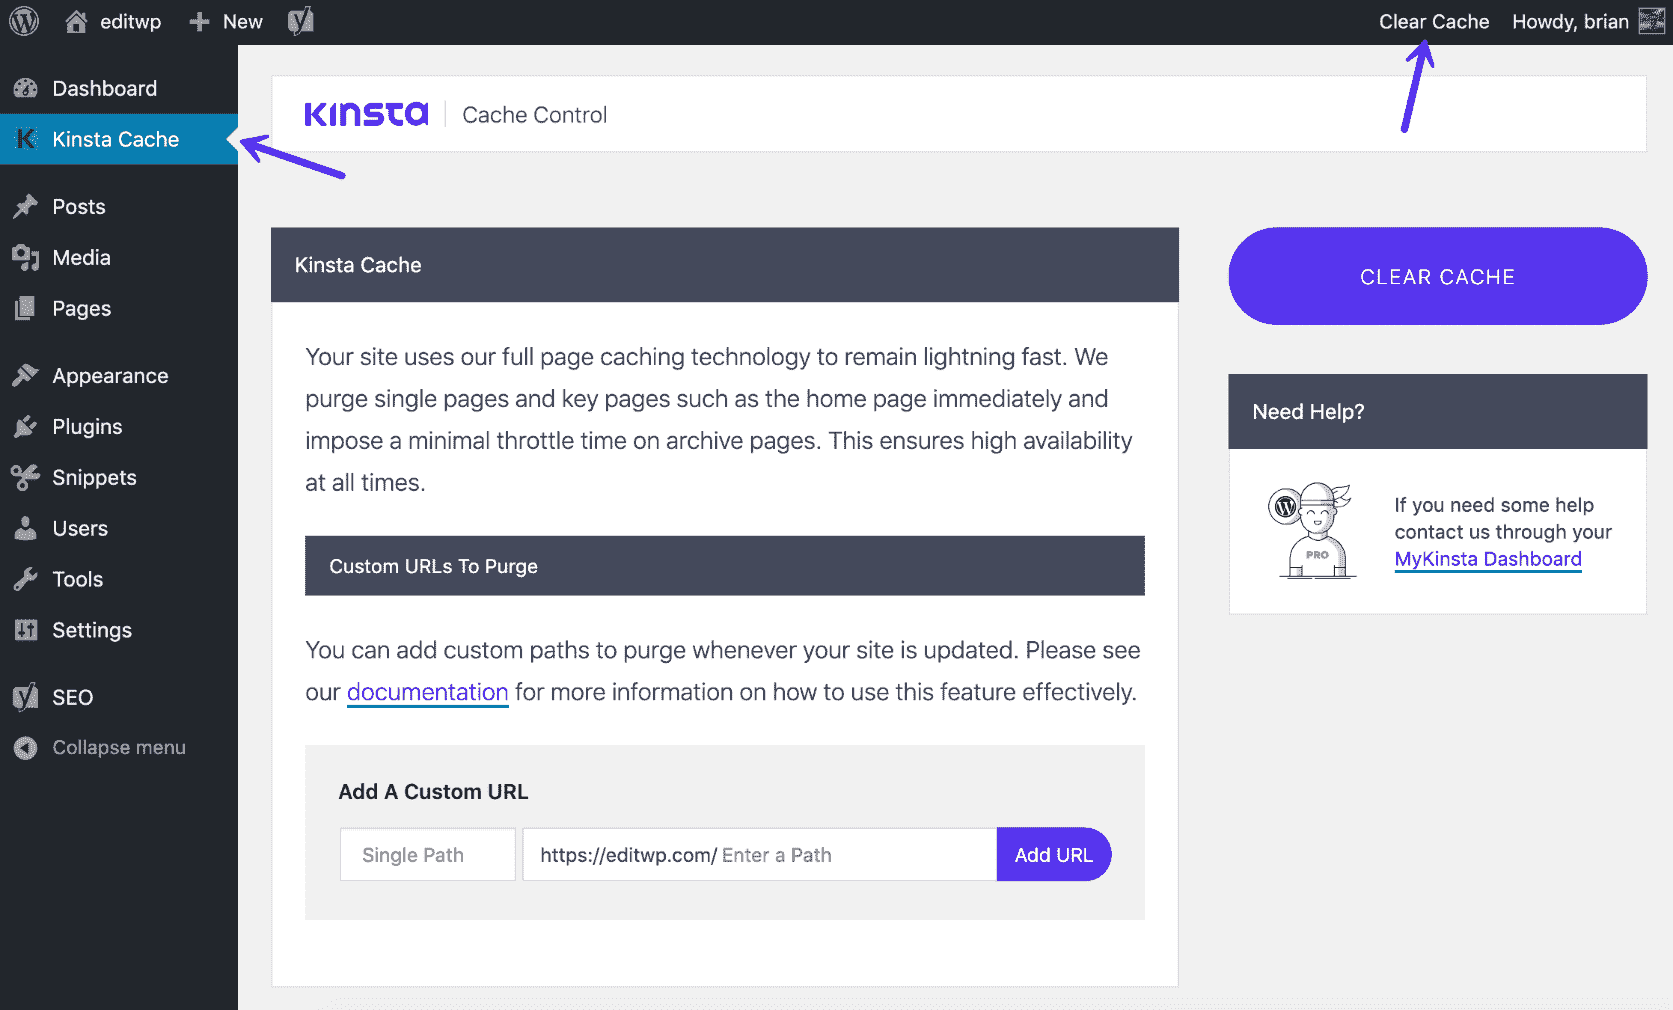 editwp
New
Clear Cache
Howdy, brian
Dashboard
Kinsta Cache
Posts
Media
Pages
Appearance
Plugins
Snippets
Users
Tools
Settings
SEO
Collapse menu
Kinsta
Cache Control
Kinsta Cache
Your site uses our full page caching technology to remain lightning fast. We
purge single pages and key pages such as the home page immediately and
impose a minimal throttle time on archive pages. This ensures high availability
at all times.
Custom URLs To Purge
You can add custom paths to purge whenever your site is updated. Please see
our documentation for more information on how to use this feature effectively.
Add A Custom URL
Single Path
https://editwp.com/ Enter a Path
Add URL
CLEAR CACHE
Need Help?
PRO
If you need some help
contact us through your
MyKinsta Dashboard